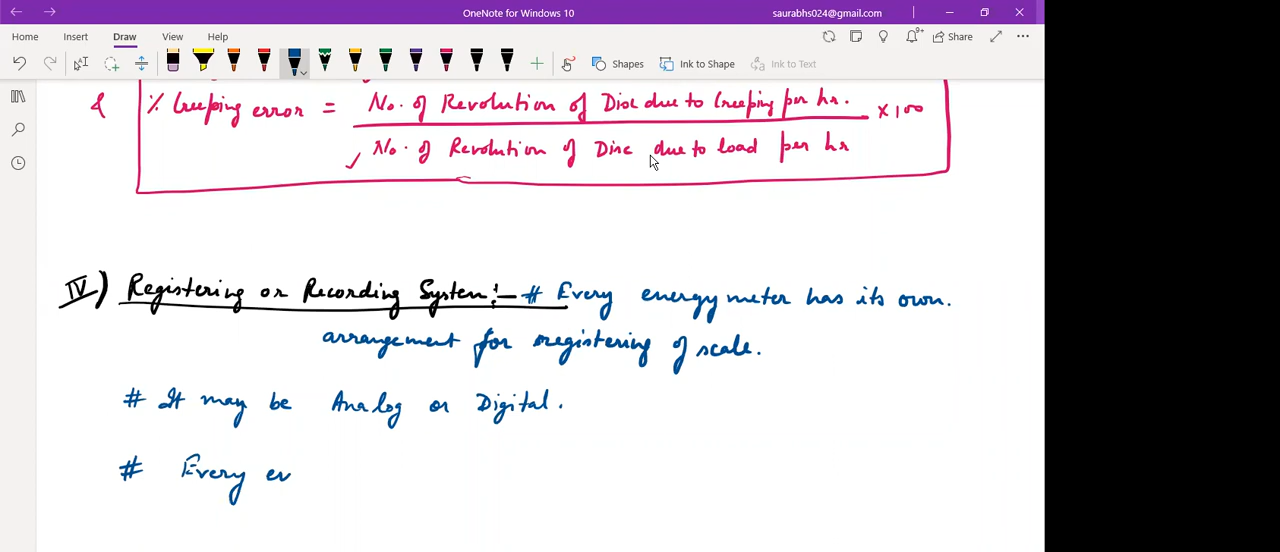 OneNote for Windows 10
saurabhs024@gmail.com
Home Insert Draw View Help
9+ Share
Shapes Ink to Shape Ink to Text
& % Creeping error = No. of Revolution of Disc due to Creeping per hr. × 100
No. of Revolution of Disc due to load per hr
IV) Registering or Recording System:- # Every energy meter has its own.
arrangement for registering of scale.
# It may be Analog or Digital.
# Every en